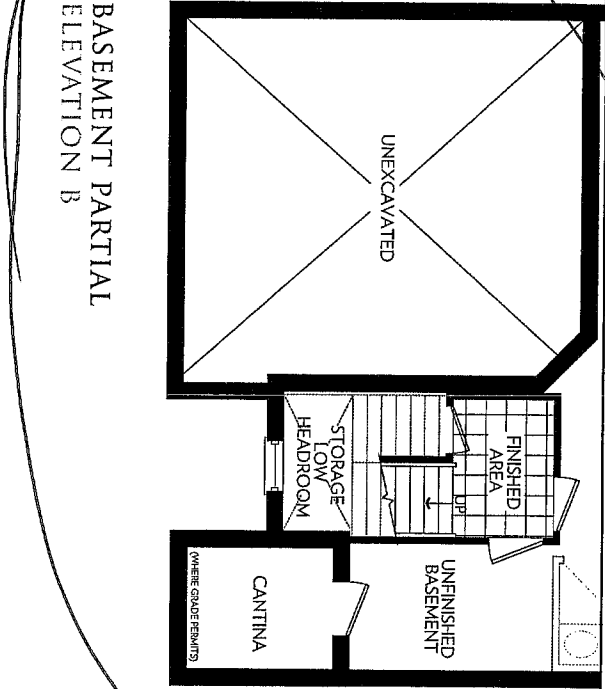 BASEMENT PARTIAL
ELEVATION B
UNEXCAVATED
FINISHED
AREA
UP
STORAGE
LOW
HEADROOM
UNFINISHED
BASEMENT
CANTINA
(WHERE GRADE PERMITS)